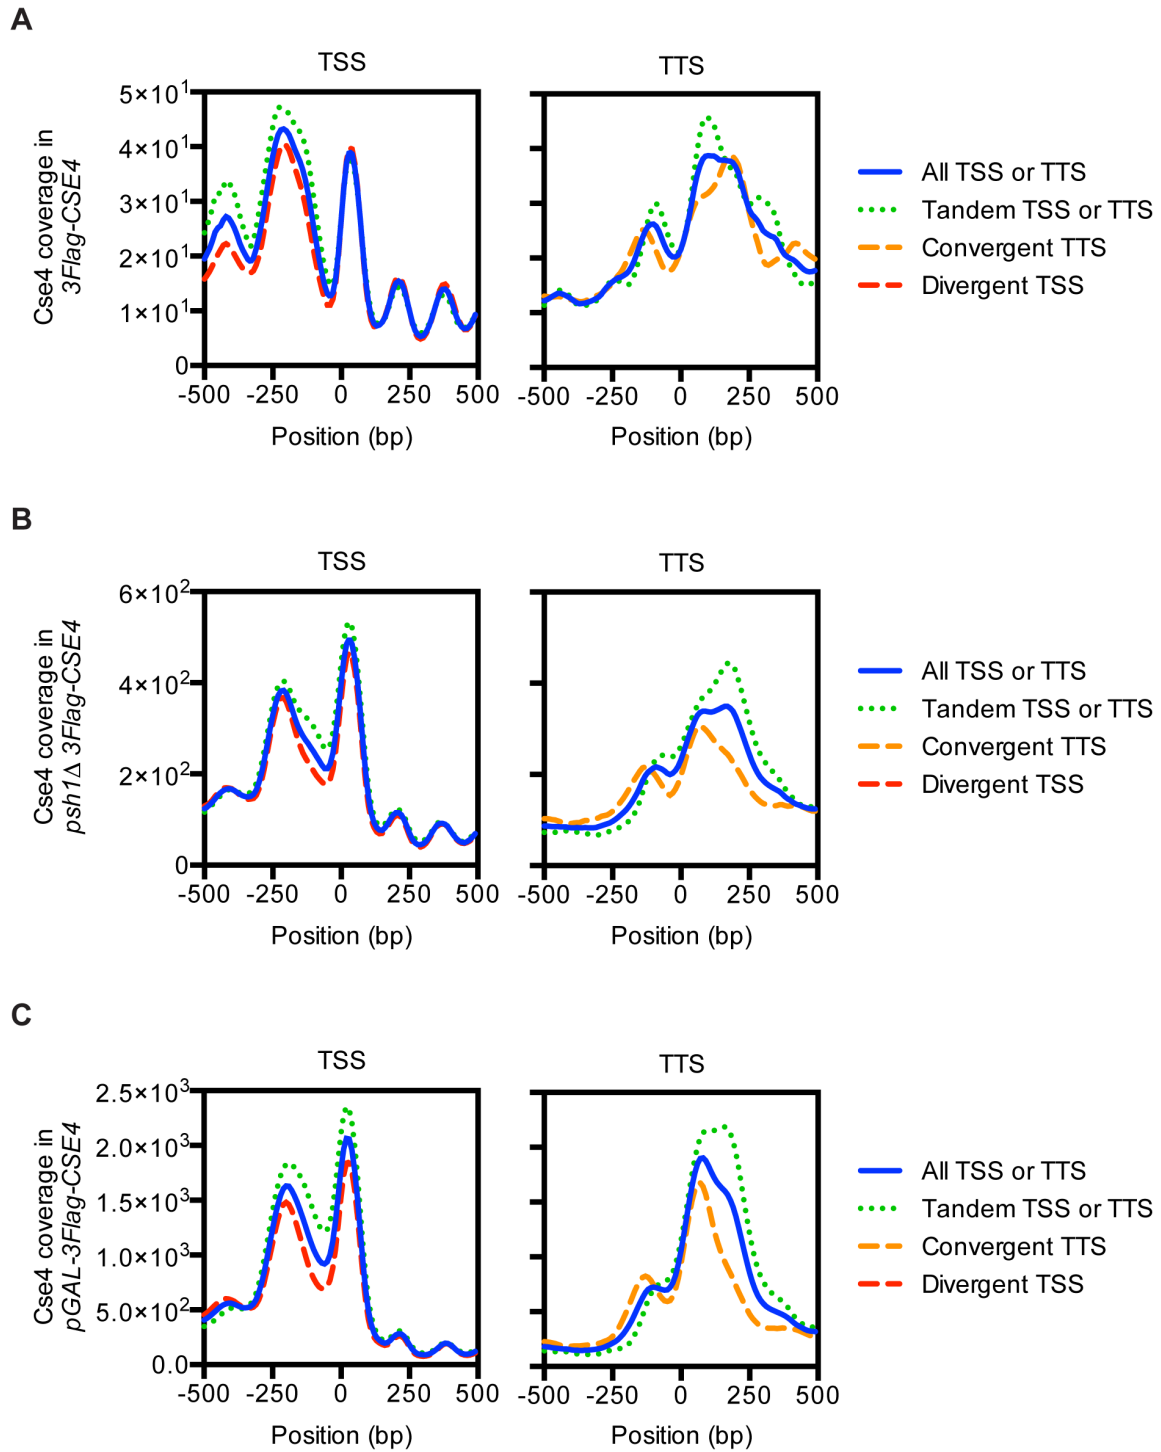 A
TSS
TTS
Cse4 coverage in
3Flag-CSE4
5×10¹
4×10¹
3×10¹
2×10¹
1×10¹
0
-500 -250 0 250 500
-500 -250 0 250 500
Position (bp)
Position (bp)
All TSS or TTS
Tandem TSS or TTS
Convergent TTS
Divergent TSS
B
TSS
TTS
Cse4 coverage in
psh1Δ 3Flag-CSE4
6×10²
4×10²
2×10²
0
-500 -250 0 250 500
-500 -250 0 250 500
Position (bp)
Position (bp)
All TSS or TTS
Tandem TSS or TTS
Convergent TTS
Divergent TSS
C
TSS
TTS
Cse4 coverage in
pGAL-3Flag-CSE4
2.5×10³
2.0×10³
1.5×10³
1.0×10³
5.0×10²
0.0
-500 -250 0 250 500
-500 -250 0 250 500
Position (bp)
Position (bp)
All TSS or TTS
Tandem TSS or TTS
Convergent TTS
Divergent TSS